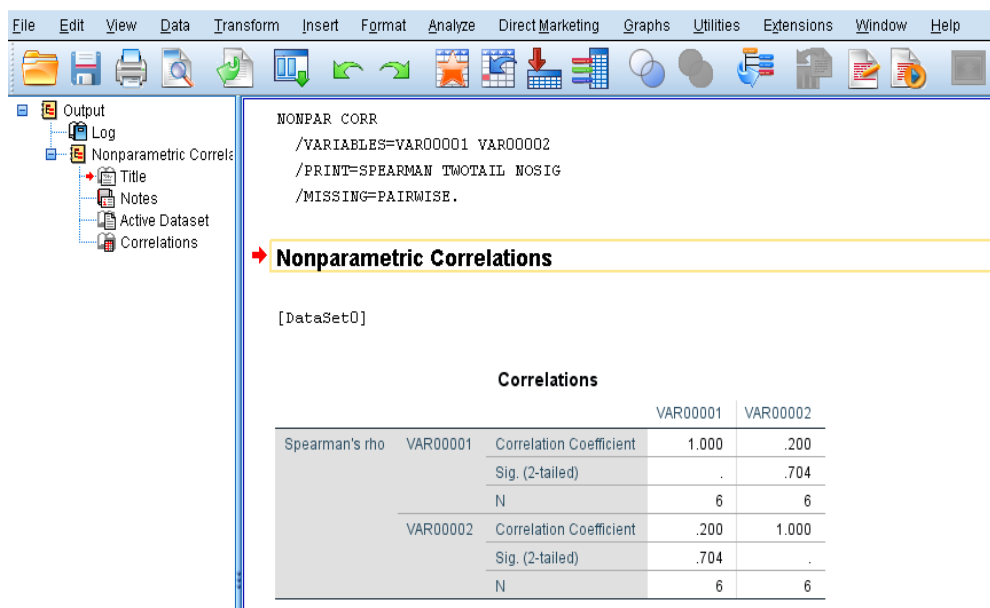 File Edit View Data Transform Insert Format Analyze Direct Marketing Graphs Utilities Extensions Window Help
Output
Log
Nonparametric Correla
Title
Notes
Active Dataset
Correlations
NONPAR CORR
/VARIABLES=VAR00001 VAR00002
/PRINT=SPEARMAN TWOTAIL NOSIG
/MISSING=PAIRWISE.
Nonparametric Correlations
[DataSet0]
Correlations
VAR00001 VAR00002
Spearman's rho VAR00001 Correlation Coefficient 1.000 .200
Sig. (2-tailed) . .704
N 6 6
VAR00002 Correlation Coefficient .200 1.000
Sig. (2-tailed) .704 .
N 6 6